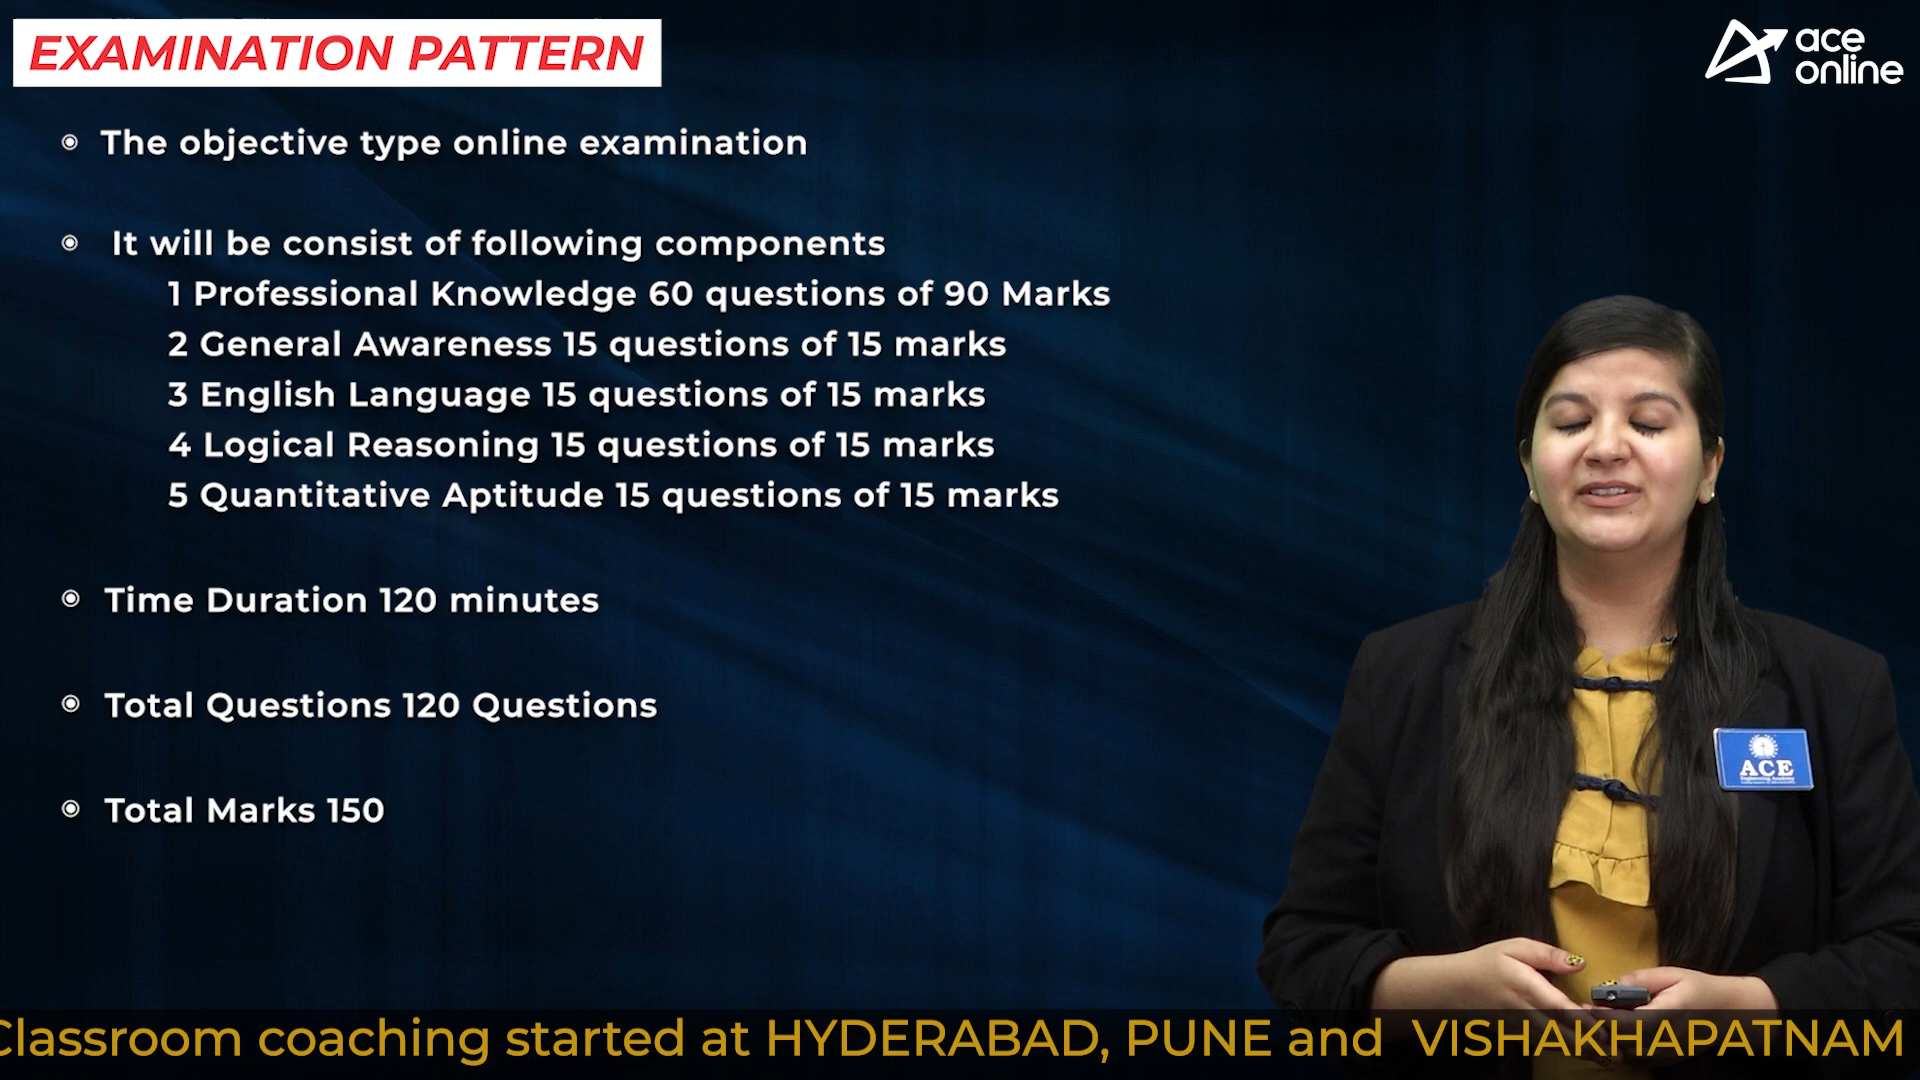 EXAMINATION PATTERN
ace
online
The objective type online examination
It will be consist of following components
1 Professional Knowledge 60 questions of 90 Marks
2 General Awareness 15 questions of 15 marks
3 English Language 15 questions of 15 marks
4 Logical Reasoning 15 questions of 15 marks
5 Quantitative Aptitude 15 questions of 15 marks
Time Duration 120 minutes
Total Questions 120 Questions
Total Marks 150
ACE
Engineering Academy
Classroom coaching started at HYDERABAD, PUNE and VISHAKHAPATNAM